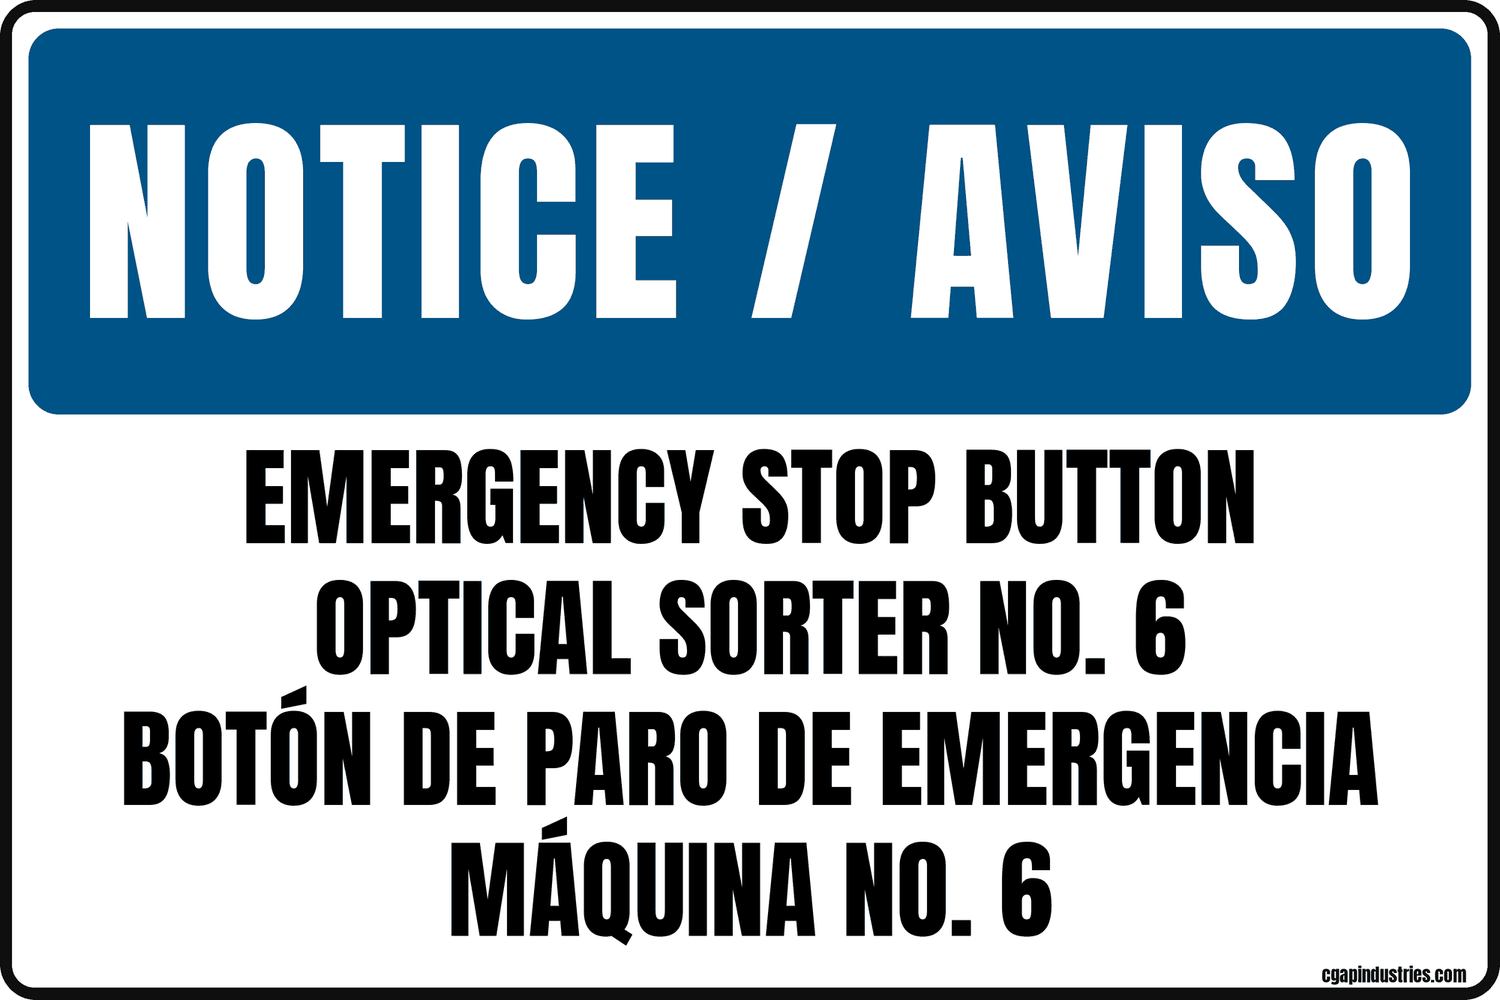 NOTICE / AVISO
EMERGENCY STOP BUTTON
OPTICAL SORTER NO. 6
BOTÓN DE PARO DE EMERGENCIA
MÁQUINA NO. 6
cgapindustries.com